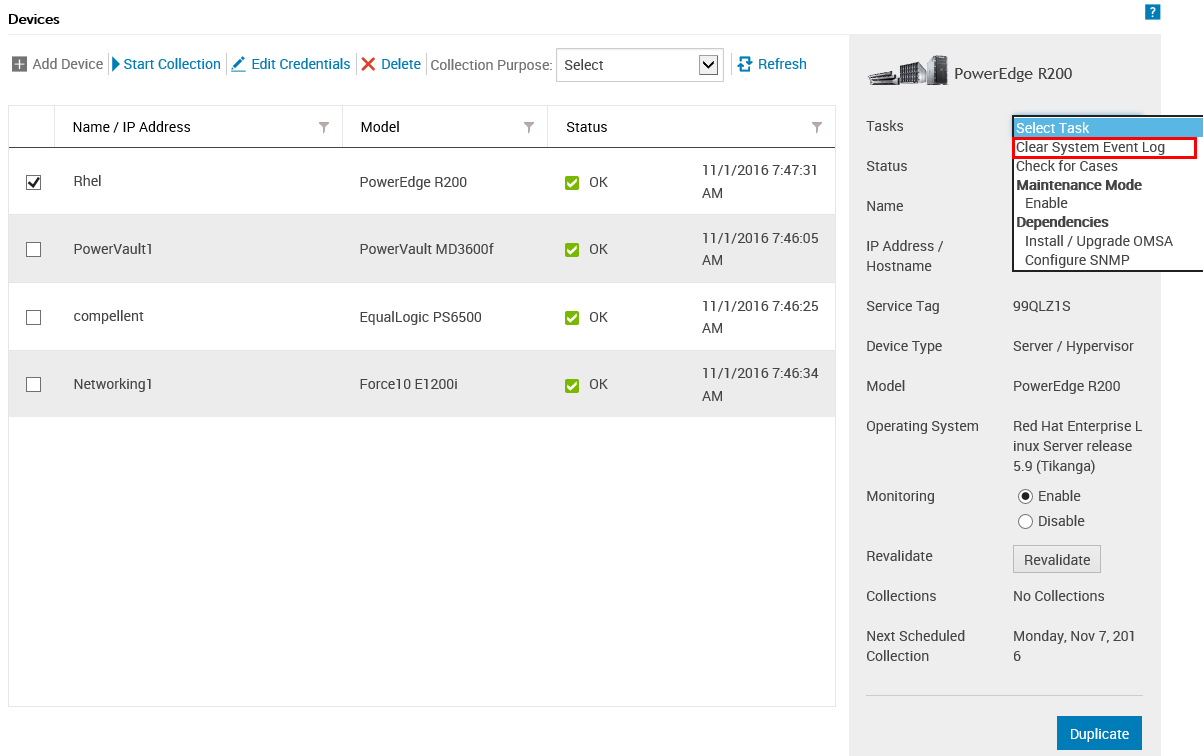 Devices
?
Add Device
Start Collection
Edit Credentials
Delete
Collection Purpose:
Select
Refresh
Name / IP Address
Model
Status
Rhel
PowerEdge R200
OK
11/1/2016 7:47:31
AM
PowerVault1
PowerVault MD3600f
OK
11/1/2016 7:46:05
AM
compellent
EqualLogic PS6500
OK
11/1/2016 7:46:25
AM
Networking1
Force10 E1200i
OK
11/1/2016 7:46:34
AM
PowerEdge R200
Tasks
Select Task
Clear System Event Log
Check for Cases
Maintenance Mode
Enable
Dependencies
Install / Upgrade OMSA
Configure SNMP
Status
Name
IP Address /
Hostname
Service Tag
99QLZ1S
Device Type
Server / Hypervisor
Model
PowerEdge R200
Operating System
Red Hat Enterprise L
inux Server release
5.9 (Tikanga)
Monitoring
Enable
Disable
Revalidate
Revalidate
Collections
No Collections
Next Scheduled
Collection
Monday, Nov 7, 201
6
Duplicate